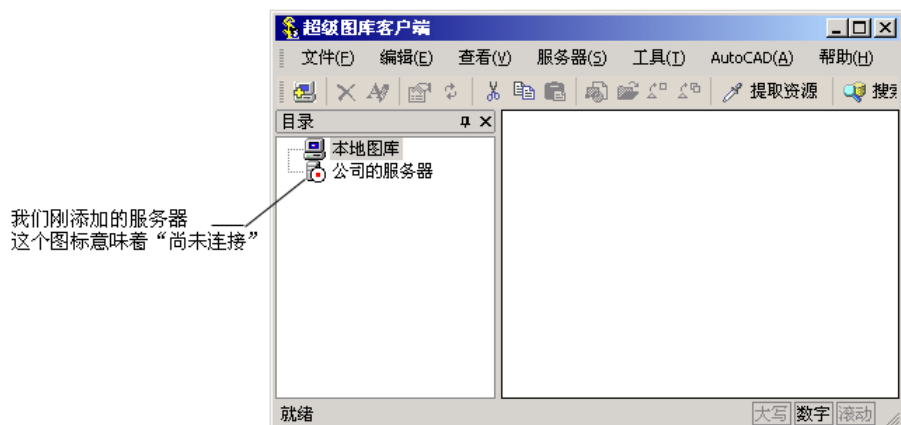 超级图库客户端
文件(F) 编辑(E) 查看(V) 服务器(S) 工具(T) AutoCAD(A) 帮助(H)
提取资源 搜索
目录
本地图库
公司的服务器
我们刚添加的服务器
这个图标意味着“尚未连接”
就绪 大写 数字 滚动